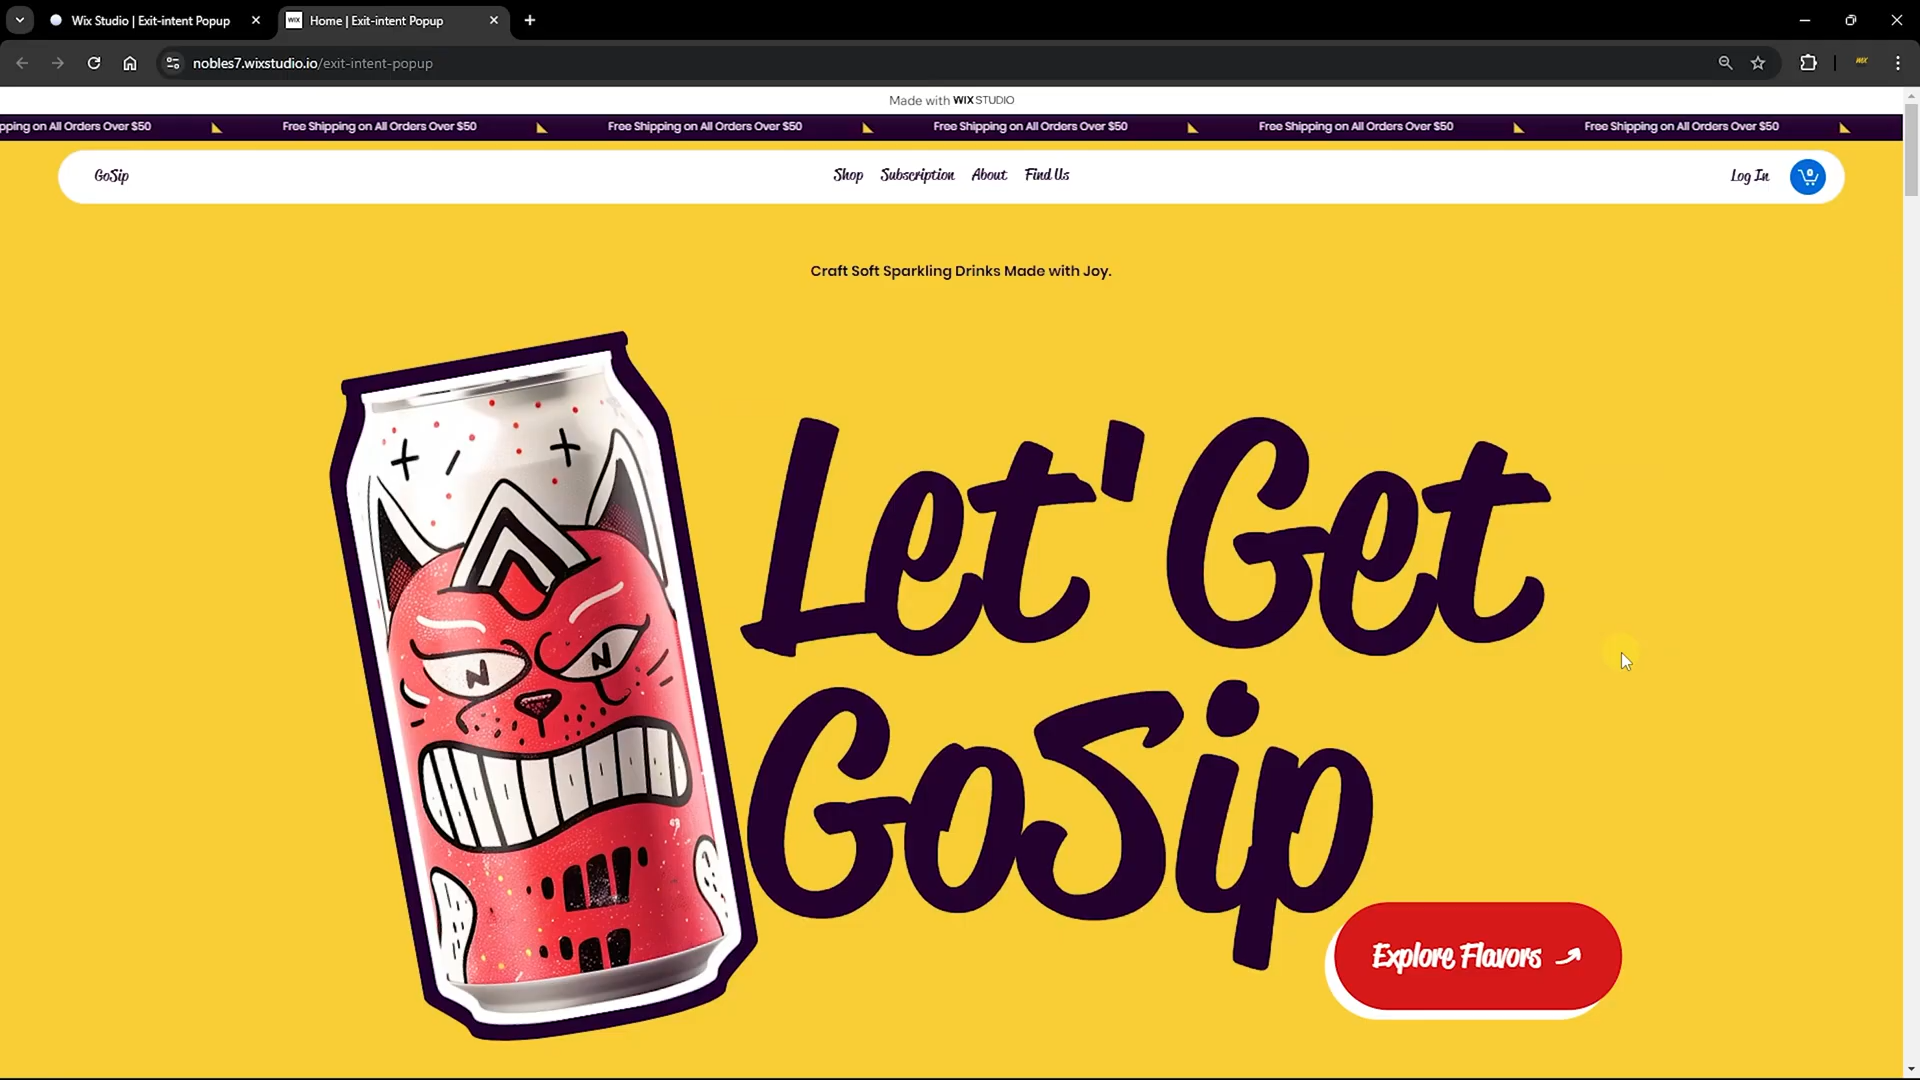 Wix Studio | Exit-intent Popup
Home | Exit-intent Popup
nobles7.wixstudio.io/exit-intent-popup
Made with WIX STUDIO
pping on All Orders Over $50 Free Shipping on All Orders Over $50 Free Shipping on All Orders Over $50 Free Shipping on All Orders Over $50 Free Shipping on All Orders Over $50 Free Shipping on All Orders Over $50
GoSip Shop Subscription About Find Us Log In 0
Craft Soft Sparkling Drinks Made with Joy.
Let' Get
GoSip
Explore Flavors